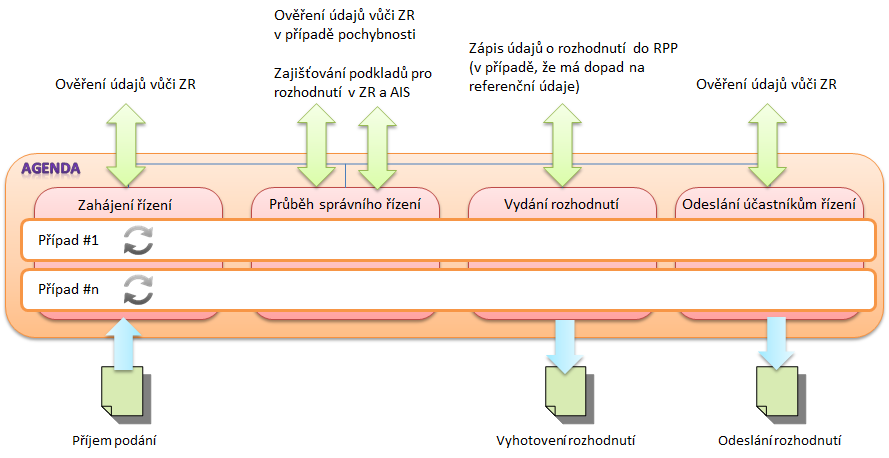 Ověření údajů vůči ZR
Ověření údajů vůči ZR
v případě pochybnosti
Zajišťování podkladů pro
rozhodnutí v ZR a AIS
Zápis údajů o rozhodnutí do RPP
(v případě, že má dopad na
referenční údaje)
Ověření údajů vůči ZR
AGENDA
Zahájení řízení
Průběh správního řízení
Vydání rozhodnutí
Odeslání účastníkům řízení
Případ #1
Případ #n
Příjem podání
Vyhotovení rozhodnutí
Odeslání rozhodnutí